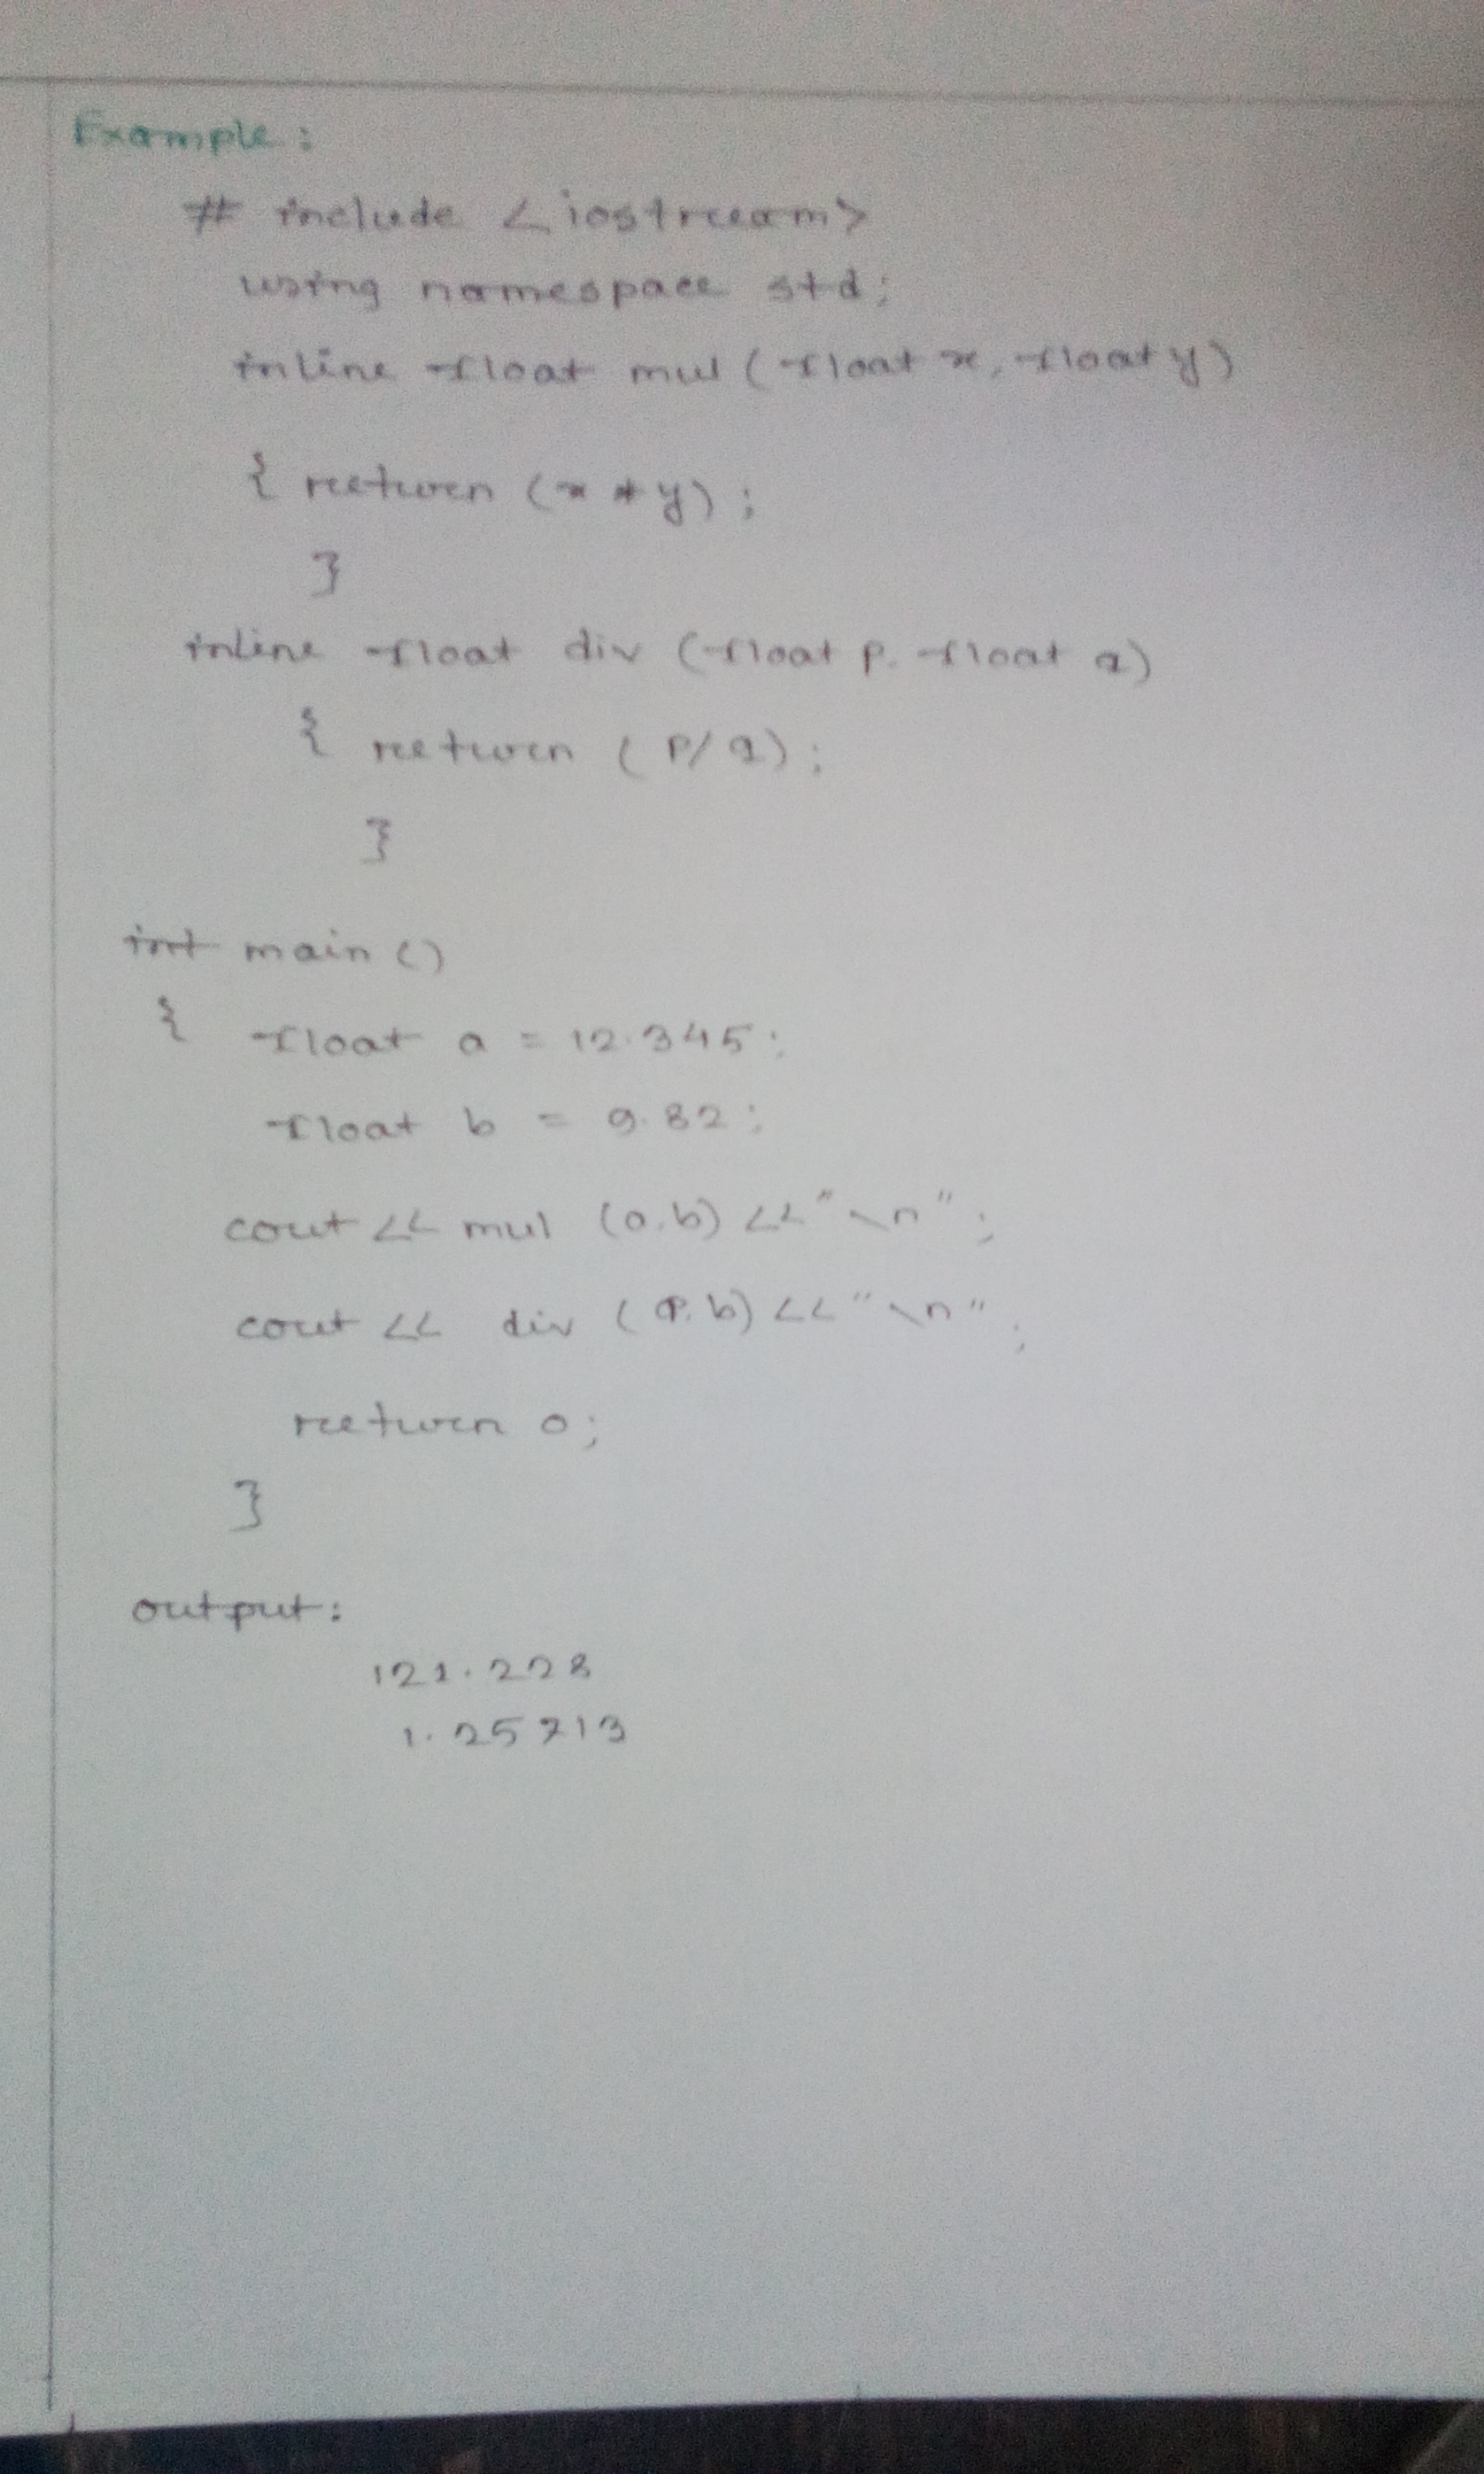 Example:
# include <iostream>
using namespace std;
inline float mul (float x, float y)
{ return (x * y);
}
inline float div (float p, float q)
{ return (p/q);
}
int main ()
{ float a = 12.345;
float b = 9.82;
cout << mul (a,b) << "\n";
cout << div (p,b) << "\n";
return 0;
}
output:
121.228
1.25713